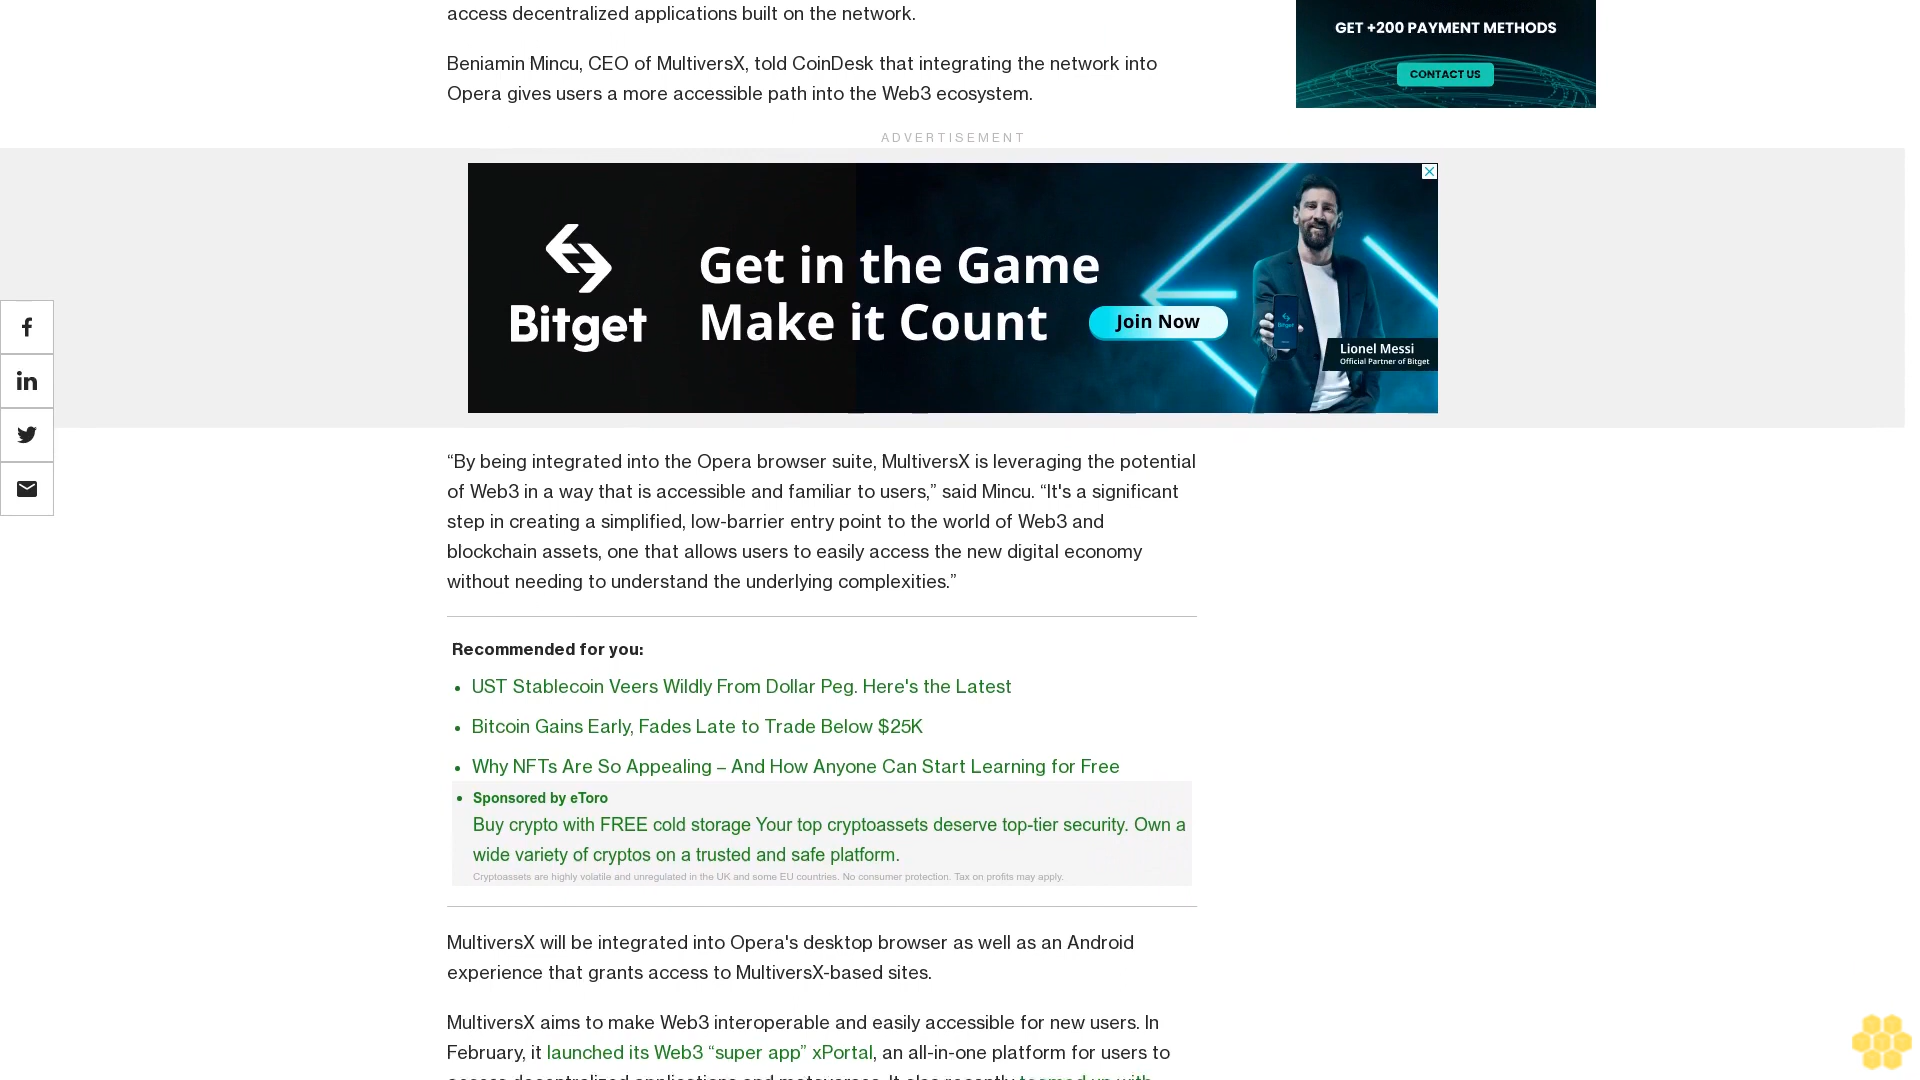 access decentralized applications built on the network.
GET +200 PAYMENT METHODS
CONTACT US
Beniamin Mincu, CEO of MultiversX, told CoinDesk that integrating the network into
Opera gives users a more accessible path into the Web3 ecosystem.
ADVERTISEMENT
Bitget
Get in the Game
Make it Count
Join Now
Bitget
Lionel Messi
Official Partner of Bitget
“By being integrated into the Opera browser suite, MultiversX is leveraging the potential
of Web3 in a way that is accessible and familiar to users,” said Mincu. “It's a significant
step in creating a simplified, low-barrier entry point to the world of Web3 and
blockchain assets, one that allows users to easily access the new digital economy
without needing to understand the underlying complexities.”
Recommended for you:
• UST Stablecoin Veers Wildly From Dollar Peg. Here's the Latest
• Bitcoin Gains Early, Fades Late to Trade Below $25K
• Why NFTs Are So Appealing – And How Anyone Can Start Learning for Free
• Sponsored by eToro
Buy crypto with FREE cold storage Your top cryptoassets deserve top-tier security. Own a
wide variety of cryptos on a trusted and safe platform.
Cryptoassets are highly volatile and unregulated in the UK and some EU countries. No consumer protection. Tax on profits may apply.
MultiversX will be integrated into Opera's desktop browser as well as an Android
experience that grants access to MultiversX-based sites.
MultiversX aims to make Web3 interoperable and easily accessible for new users. In
February, it launched its Web3 “super app” xPortal, an all-in-one platform for users to
access decentralized applications and metaverses. It also recently teamed up with